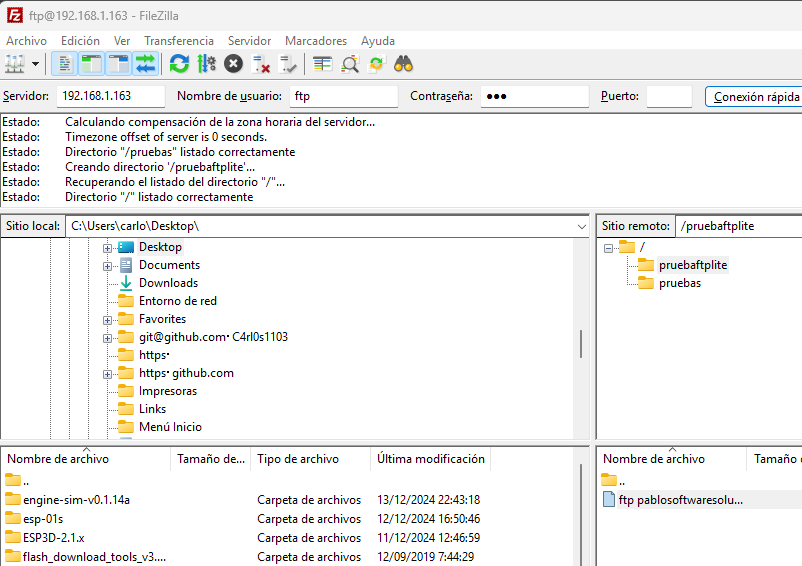 ftp@192.168.1.163 - FileZilla
Archivo Edición Ver Transferencia Servidor Marcadores Ayuda
Servidor: 192.168.1.163 Nombre de usuario: ftp Contraseña: ●●● Puerto: Conexión rápida
Estado: Calculando compensación de la zona horaria del servidor...
Estado: Timezone offset of server is 0 seconds.
Estado: Directorio "/pruebas" listado correctamente
Estado: Creando directorio '/pruebaftplite'...
Estado: Recuperando el listado del directorio "/"...
Estado: Directorio "/" listado correctamente
Sitio local: C:\Users\carlo\Desktop\
Desktop
Documents
Downloads
Entorno de red
Favorites
git@github.com· C4rl0s1103
https·
https· github.com
Impresoras
Links
Menú Inicio
Sitio remoto: /pruebaftplite
/
pruebaftplite
pruebas
Nombre de archivo Tamaño de... Tipo de archivo Última modificación
..
engine-sim-v0.1.14a Carpeta de archivos 13/12/2024 22:43:18
esp-01s Carpeta de archivos 12/12/2024 16:50:46
ESP3D-2.1.x Carpeta de archivos 11/12/2024 12:46:59
flash_download_tools_v3.... Carpeta de archivos 12/09/2019 7:44:29
Nombre de archivo Tamaño
..
ftp pablosoftwaresolu...